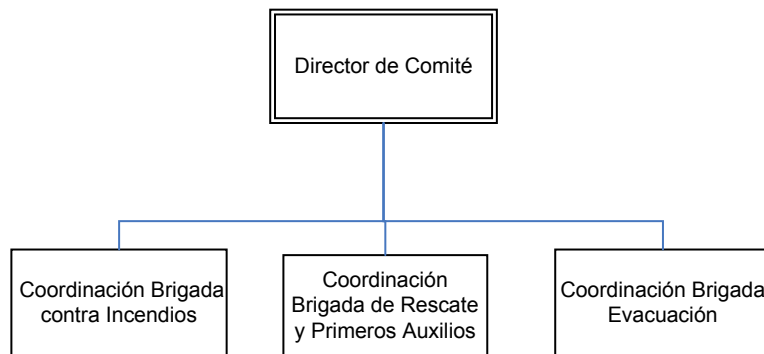 Director de Comité
Coordinación Brigada
contra Incendios
Coordinación
Brigada de Rescate
y Primeros Auxilios
Coordinación Brigada
Evacuación